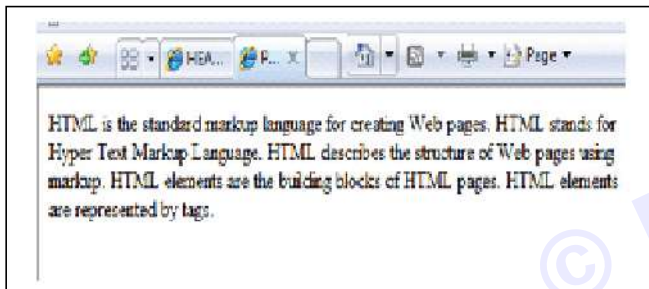 HEA... P... X Page
HTML is the standard markup language for creating Web pages. HTML stands for
Hyper Text Markup Language. HTML describes the structure of Web pages using
markup. HTML elements are the building blocks of HTML pages. HTML elements
are represented by tags.
©